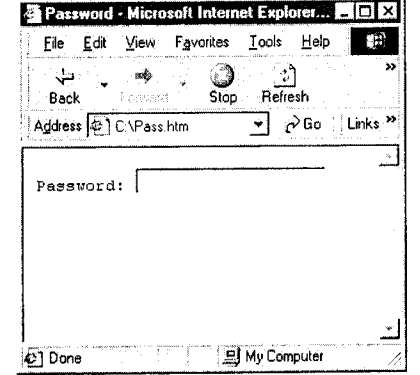 Password - Microsoft Internet Explorer...
File Edit View Favorites Tools Help
Back Forward Stop Refresh »
Address C:\Pass.htm Go Links »
Password:
Done My Computer